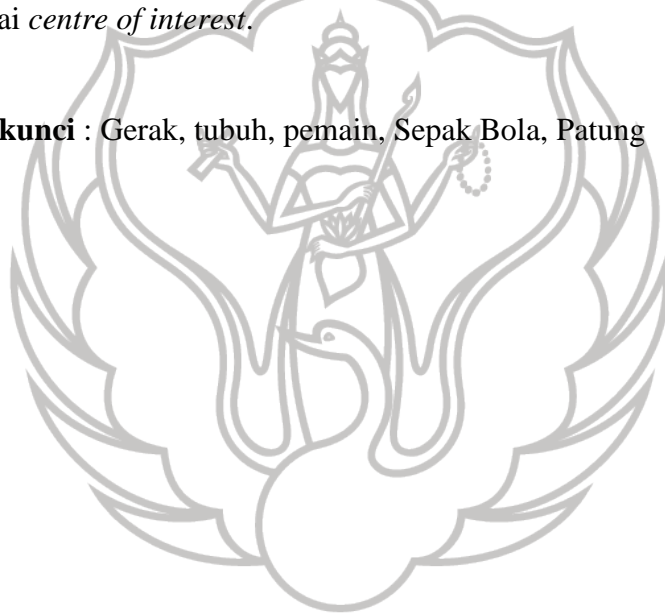 ai centre of interest.
kunci : Gerak, tubuh, pemain, Sepak Bola, Patung